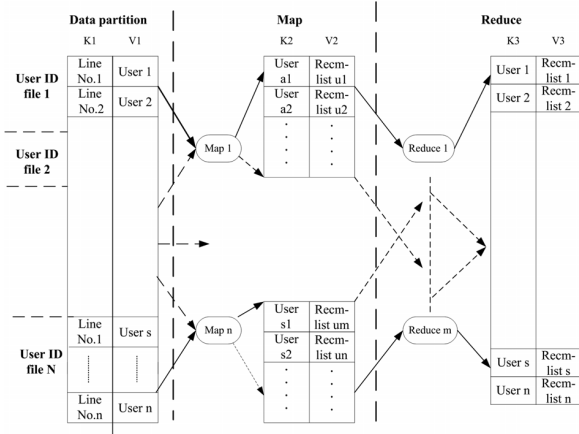 Data partition
Map
Reduce
K1
V1
K2
V2
K3
V3
User ID
file 1
Line
No.1
User 1
Line
No.2
User 2
User ID
file 2
User ID
file N
Line
No.1
User s
Line
No.n
User n
Map 1
Map n
User
a1
Recm-
list u1
User
a2
Recm-
list u2
User
s1
Recm-
list um
User
s2
Recm-
list un
Reduce 1
Reduce m
User 1
Recm-
list 1
User 2
Recm-
list 2
User s
Recm-
list s
User n
Recm-
list n